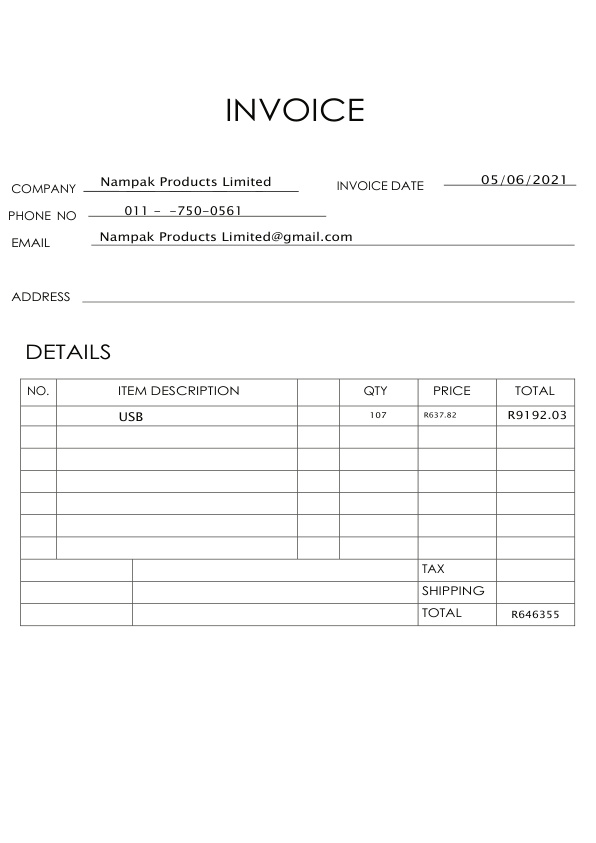 INVOICE
COMPANY Nampak Products Limited INVOICE DATE 05/06/2021
PHONE NO 011 - -750-0561
EMAIL Nampak Products Limited@gmail.com
ADDRESS
DETAILS
NO. ITEM DESCRIPTION QTY PRICE TOTAL
USB 107 R637.82 R9192.03
TAX
SHIPPING
TOTAL R646355